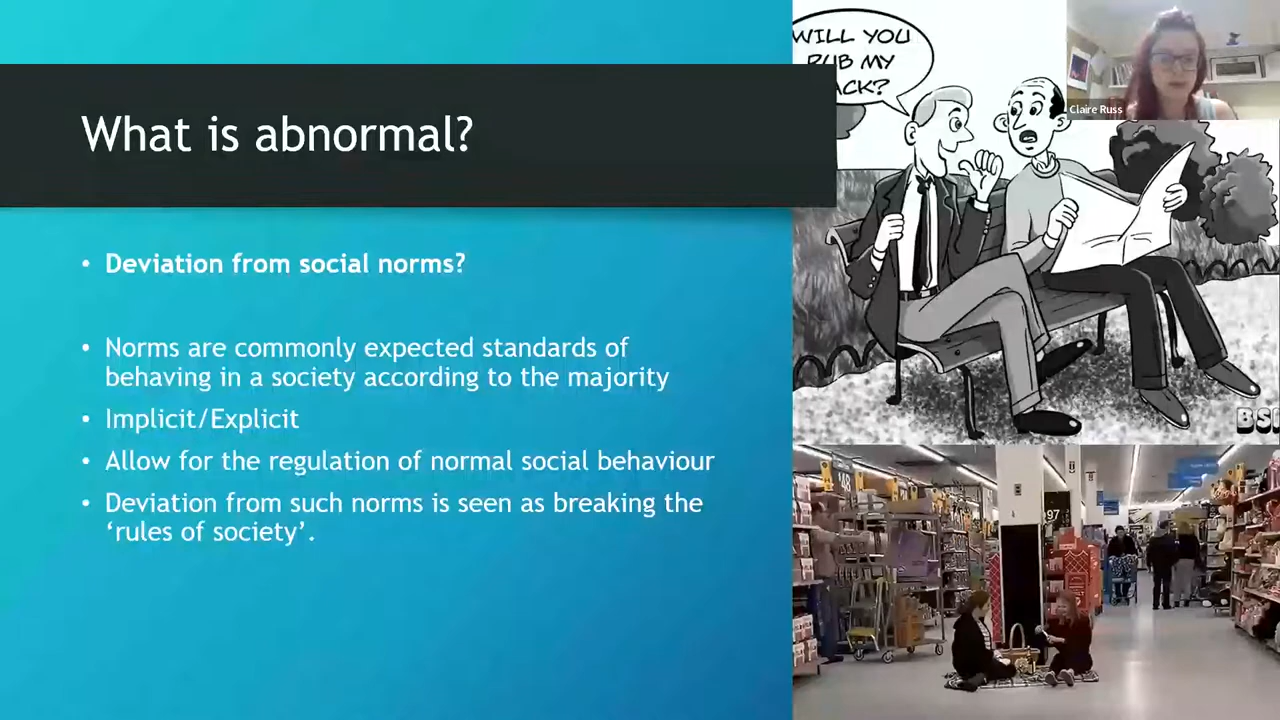 What is abnormal?
• Deviation from social norms?
• Norms are commonly expected standards of
behaving in a society according to the majority
• Implicit/Explicit
• Allow for the regulation of normal social behaviour
• Deviation from such norms is seen as breaking the
‘rules of society’.
WILL YOU
RUB MY
ACK?
Claire Russ
97